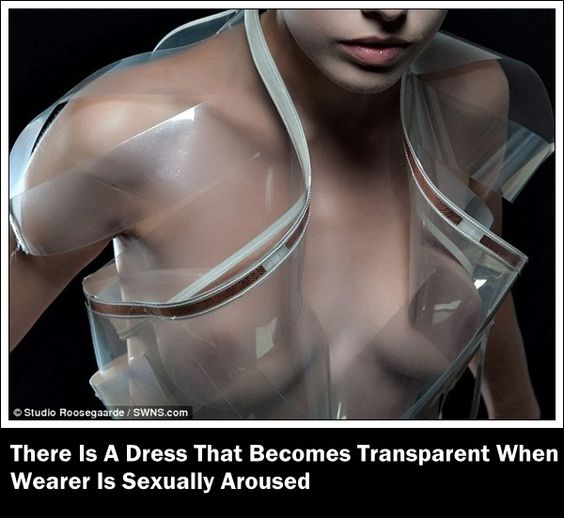 © Studio Roosegaarde / SWNS.com
There Is A Dress That Becomes Transparent When
Wearer Is Sexually Aroused